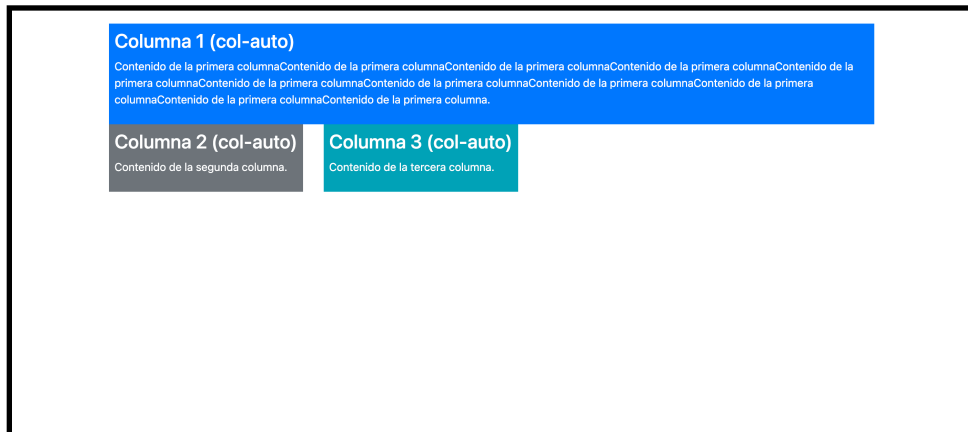 Columna 1 (col-auto)
Contenido de la primera columnaContenido de la primera columnaContenido de la primera columnaContenido de la primera columnaContenido de la
primera columnaContenido de la primera columnaContenido de la primera columnaContenido de la primera columnaContenido de la primera
columnaContenido de la primera columnaContenido de la primera columna.
Columna 2 (col-auto)
Contenido de la segunda columna.
Columna 3 (col-auto)
Contenido de la tercera columna.